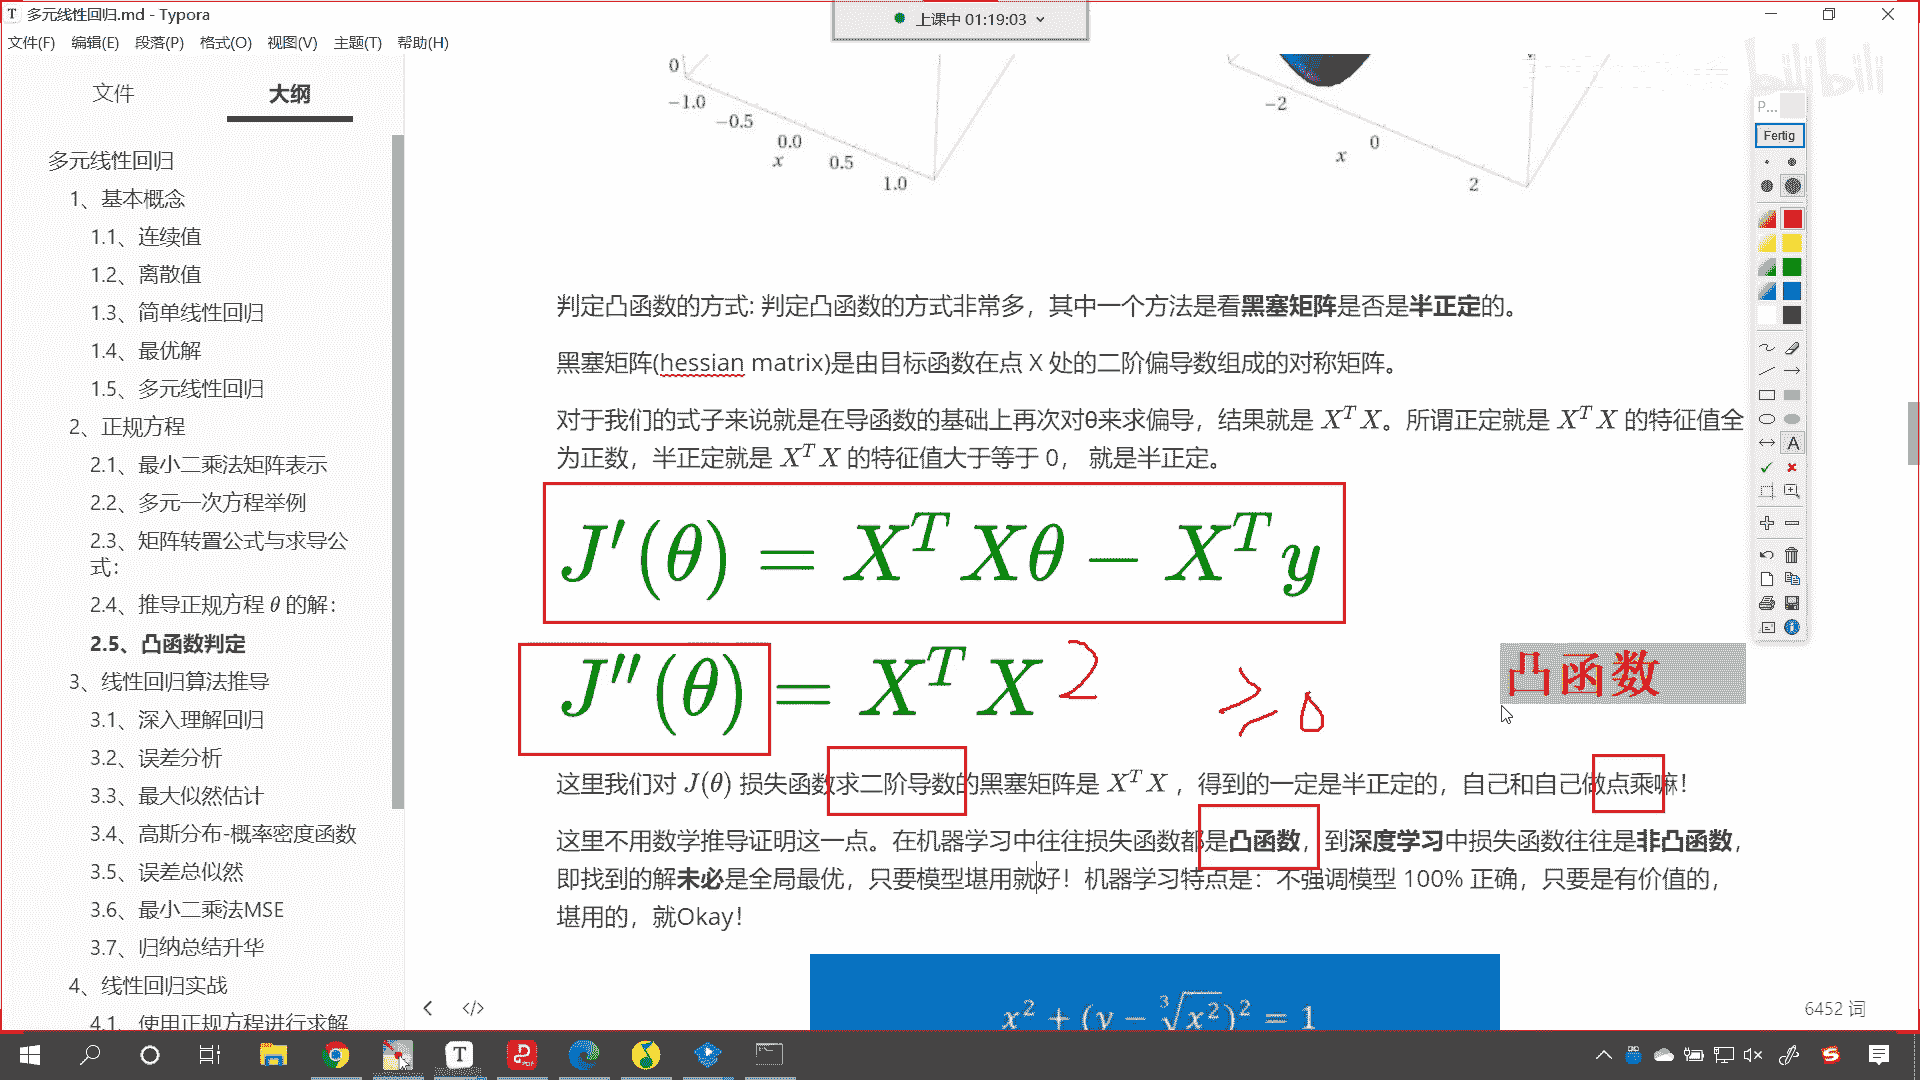 多元线性回归.md - Typora
上课中 01:19:03
文件(F) 编辑(E) 段落(P) 格式(O) 视图(V) 主题(T) 帮助(H)
文件 大纲
多元线性回归
1、基本概念
1.1、连续值
1.2、离散值
1.3、简单线性回归
1.4、最优解
1.5、多元线性回归
2、正规方程
2.1、最小二乘法矩阵表示
2.2、多元一次方程举例
2.3、矩阵转置公式与求导公
式：
2.4、推导正规方程 θ 的解：
2.5、凸函数判定
3、线性回归算法推导
3.1、深入理解回归
3.2、误差分析
3.3、最大似然估计
3.4、高斯分布-概率密度函数
3.5、误差总似然
3.6、最小二乘法MSE
3.7、归纳总结升华
4、线性回归实战
4.1、使用正规方程进行求解
0
−1.0
−0.5
0.0
x
0.5
1.0
−2
0
x
2
bilibili
P...
Fertig
A
判定凸函数的方式: 判定凸函数的方式非常多，其中一个方法是看黑塞矩阵是否是半正定的。
黑塞矩阵(hessian matrix)是由目标函数在点 X 处的二阶偏导数组成的对称矩阵。
对于我们的式子来说就是在导函数的基础上再次对θ来求偏导，结果就是 X^T X。所谓正定就是 X^T X 的特征值全
为正数，半正定就是 X^T X 的特征值大于等于 0， 就是半正定。
J′(θ) = X^T Xθ − X^T y
J″(θ) = X^T X 2 ≥ 0
凸函数
这里我们对 J(θ) 损失函数求二阶导数的黑塞矩阵是 X^T X ，得到的一定是半正定的，自己和自己做点乘嘛！
这里不用数学推导证明这一点。在机器学习中往往损失函数都是凸函数，到深度学习中损失函数往往是非凸函数，
即找到的解未必是全局最优，只要模型堪用就好！机器学习特点是：不强调模型 100% 正确，只要是有价值的，
堪用的，就Okay！
x² + (y − ∛x²)² = 1
6452 词